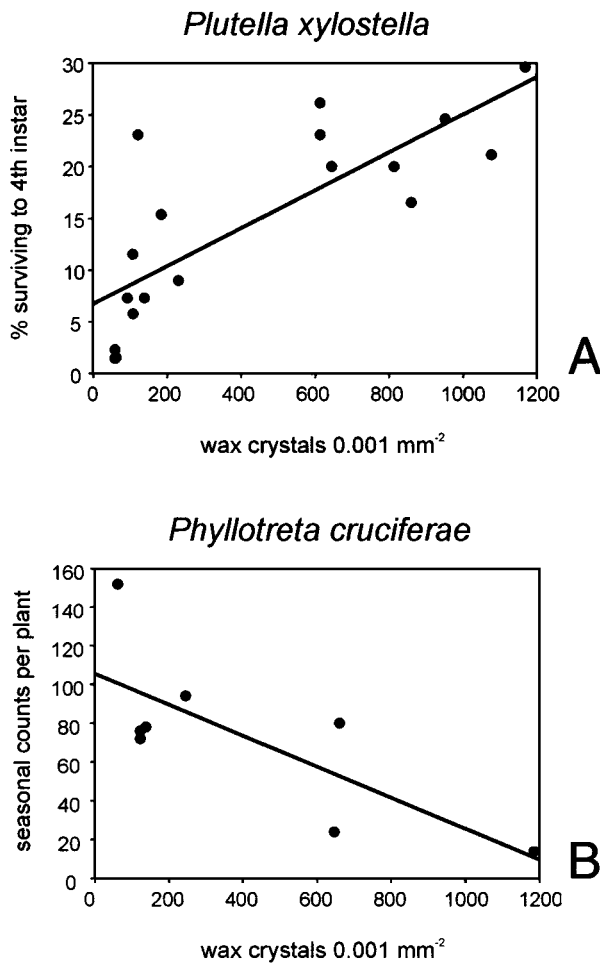 Plutella xylostella
30
25
20
15
10
5
0
% surviving to 4th instar
0 200 400 600 800 1000 1200
wax crystals 0.001 mm⁻²
A
Phyllotreta cruciferae
160
140
120
100
80
60
40
20
0
seasonal counts per plant
0 200 400 600 800 1000 1200
wax crystals 0.001 mm⁻²
B